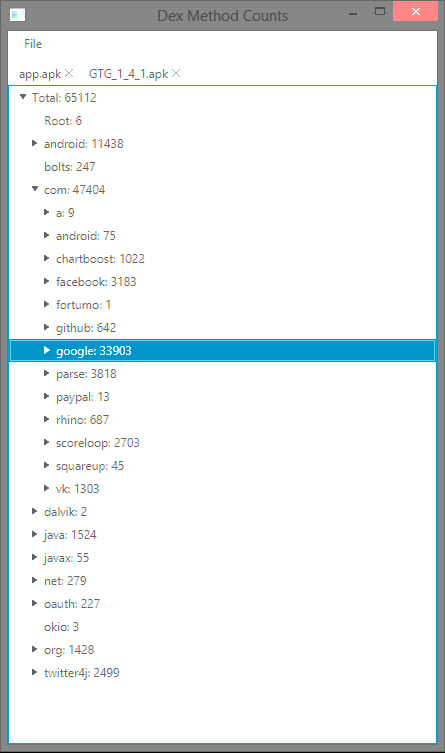 Dex Method Counts
File
app.apk GTG_1_4_1.apk
Total: 65112
Root: 6
android: 11438
bolts: 247
com: 47404
a: 9
android: 75
chartboost: 1022
facebook: 3183
fortumo: 1
github: 642
google: 33903
parse: 3818
paypal: 13
rhino: 687
scoreloop: 2703
squareup: 45
vk: 1303
dalvik: 2
java: 1524
javax: 55
net: 279
oauth: 227
okio: 3
org: 1428
twitter4j: 2499